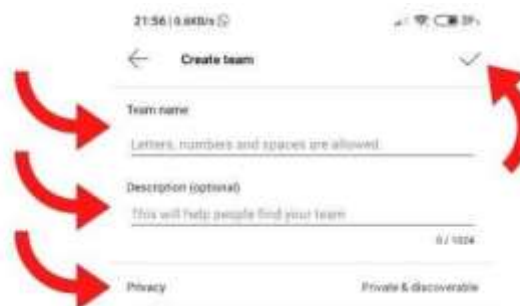 21:56 | 0.6KB/s
Create team
Team name
Letters, numbers and spaces are allowed.
Description (optional)
This will help people find your team
0 / 1024
Privacy
Private & discoverable